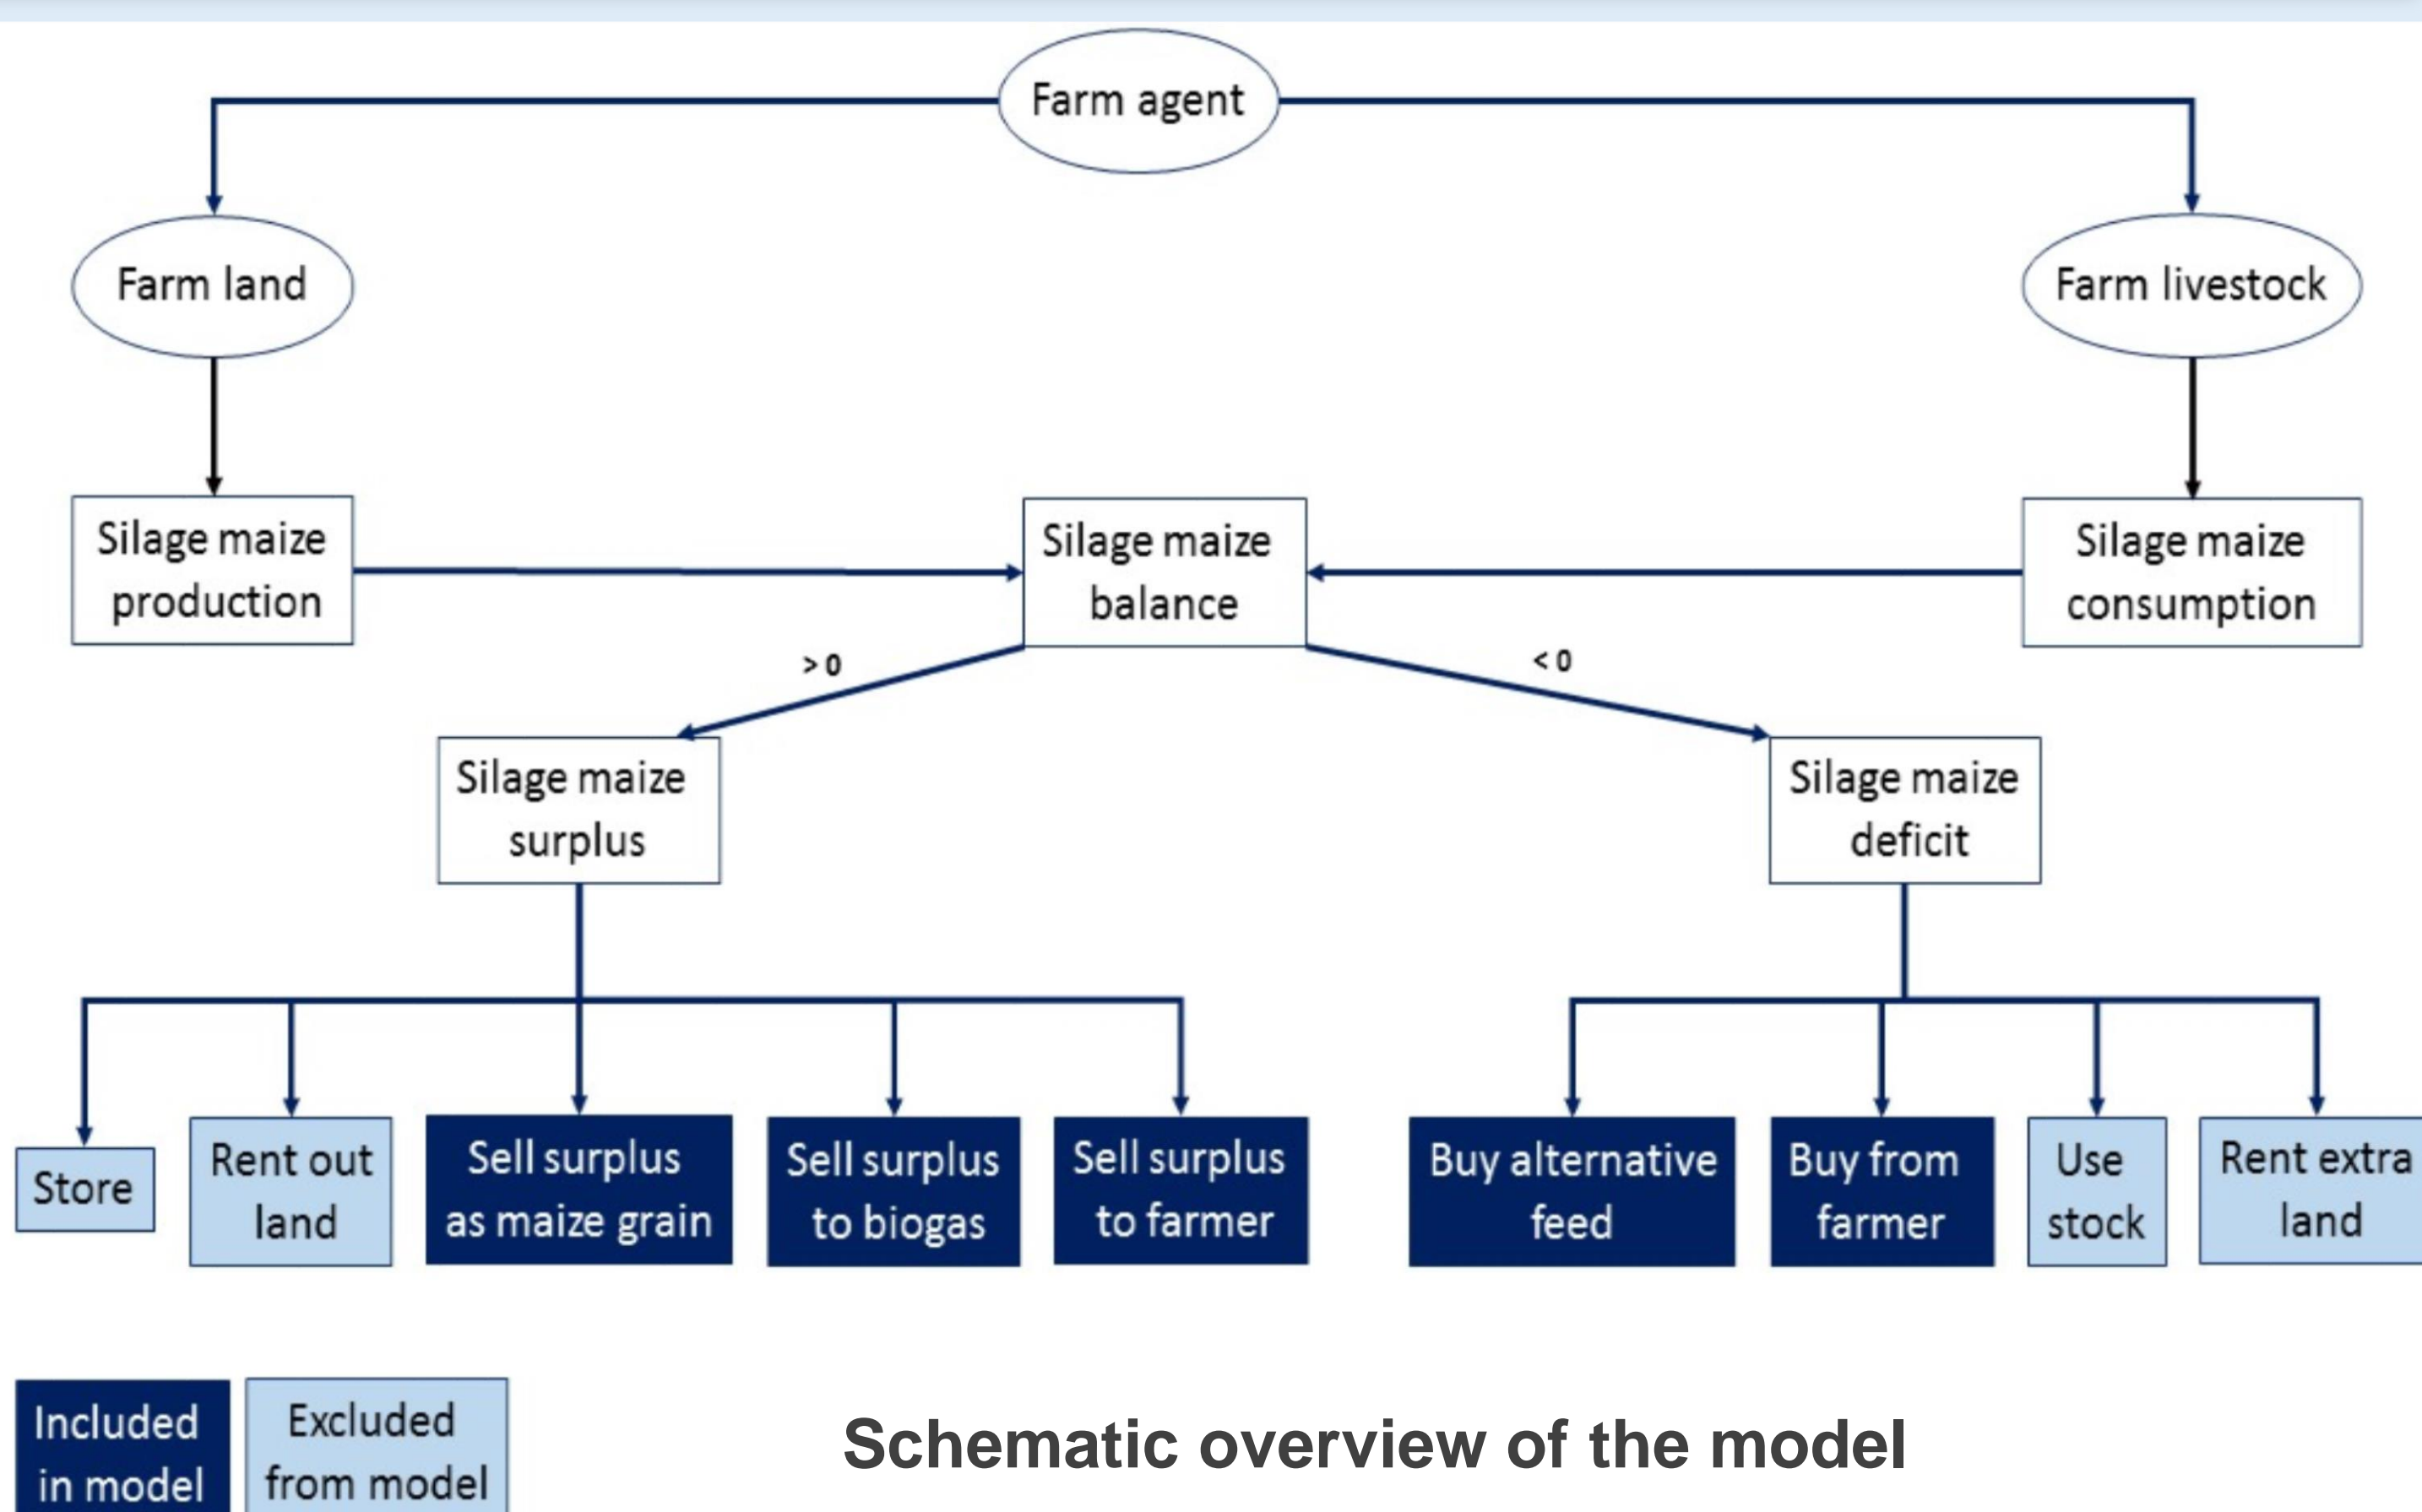 Farm agent
Farm land
Farm livestock
Silage maize
production
Silage maize
balance
Silage maize
consumption
> 0
< 0
Silage maize
surplus
Silage maize
deficit
Store
Rent out
land
Sell surplus
as maize grain
Sell surplus
to biogas
Sell surplus
to farmer
Buy alternative
feed
Buy from
farmer
Use
stock
Rent extra
land
Included
in model
Excluded
from model
Schematic overview of the model